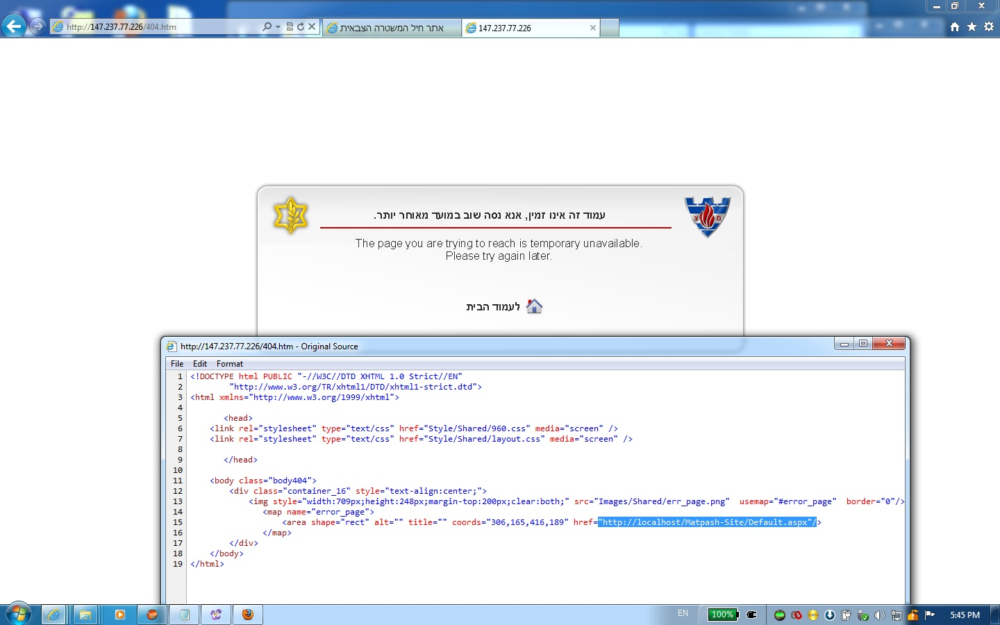 http://147.237.77.226/404.htm
אתר חיל המשטרה הצבאית
147.237.77.226
עמוד זה אינו זמין, אנא נסה שוב במועד מאוחר יותר.
The page you are trying to reach is temporary unavailable.
Please try again later.
לעמוד הבית
http://147.237.77.226/404.htm - Original Source
File Edit Format
1 <!DOCTYPE html PUBLIC "-//W3C//DTD XHTML 1.0 Strict//EN"
2 "http://www.w3.org/TR/xhtml1/DTD/xhtml1-strict.dtd">
3 <html xmlns="http://www.w3.org/1999/xhtml">
4
5 <head>
6 <link rel="stylesheet" type="text/css" href="Style/Shared/960.css" media="screen" />
7 <link rel="stylesheet" type="text/css" href="Style/Shared/layout.css" media="screen" />
8
9 </head>
10
11 <body class="body404">
12 <div class="container_16" style="text-align:center;">
13 <img style="width:709px;height:248px;margin-top:200px;clear:both;" src="Images/Shared/err_page.png" usemap="#error_page" border="0"/>
14 <map name="error_page">
15 <area shape="rect" alt="" title="" coords="306,165,416,189" href="http://localhost/Matpash-Site/Default.aspx"/>
16 </map>
17 </div>
18 </body>
19 </html>
EN
100%
5:45 PM